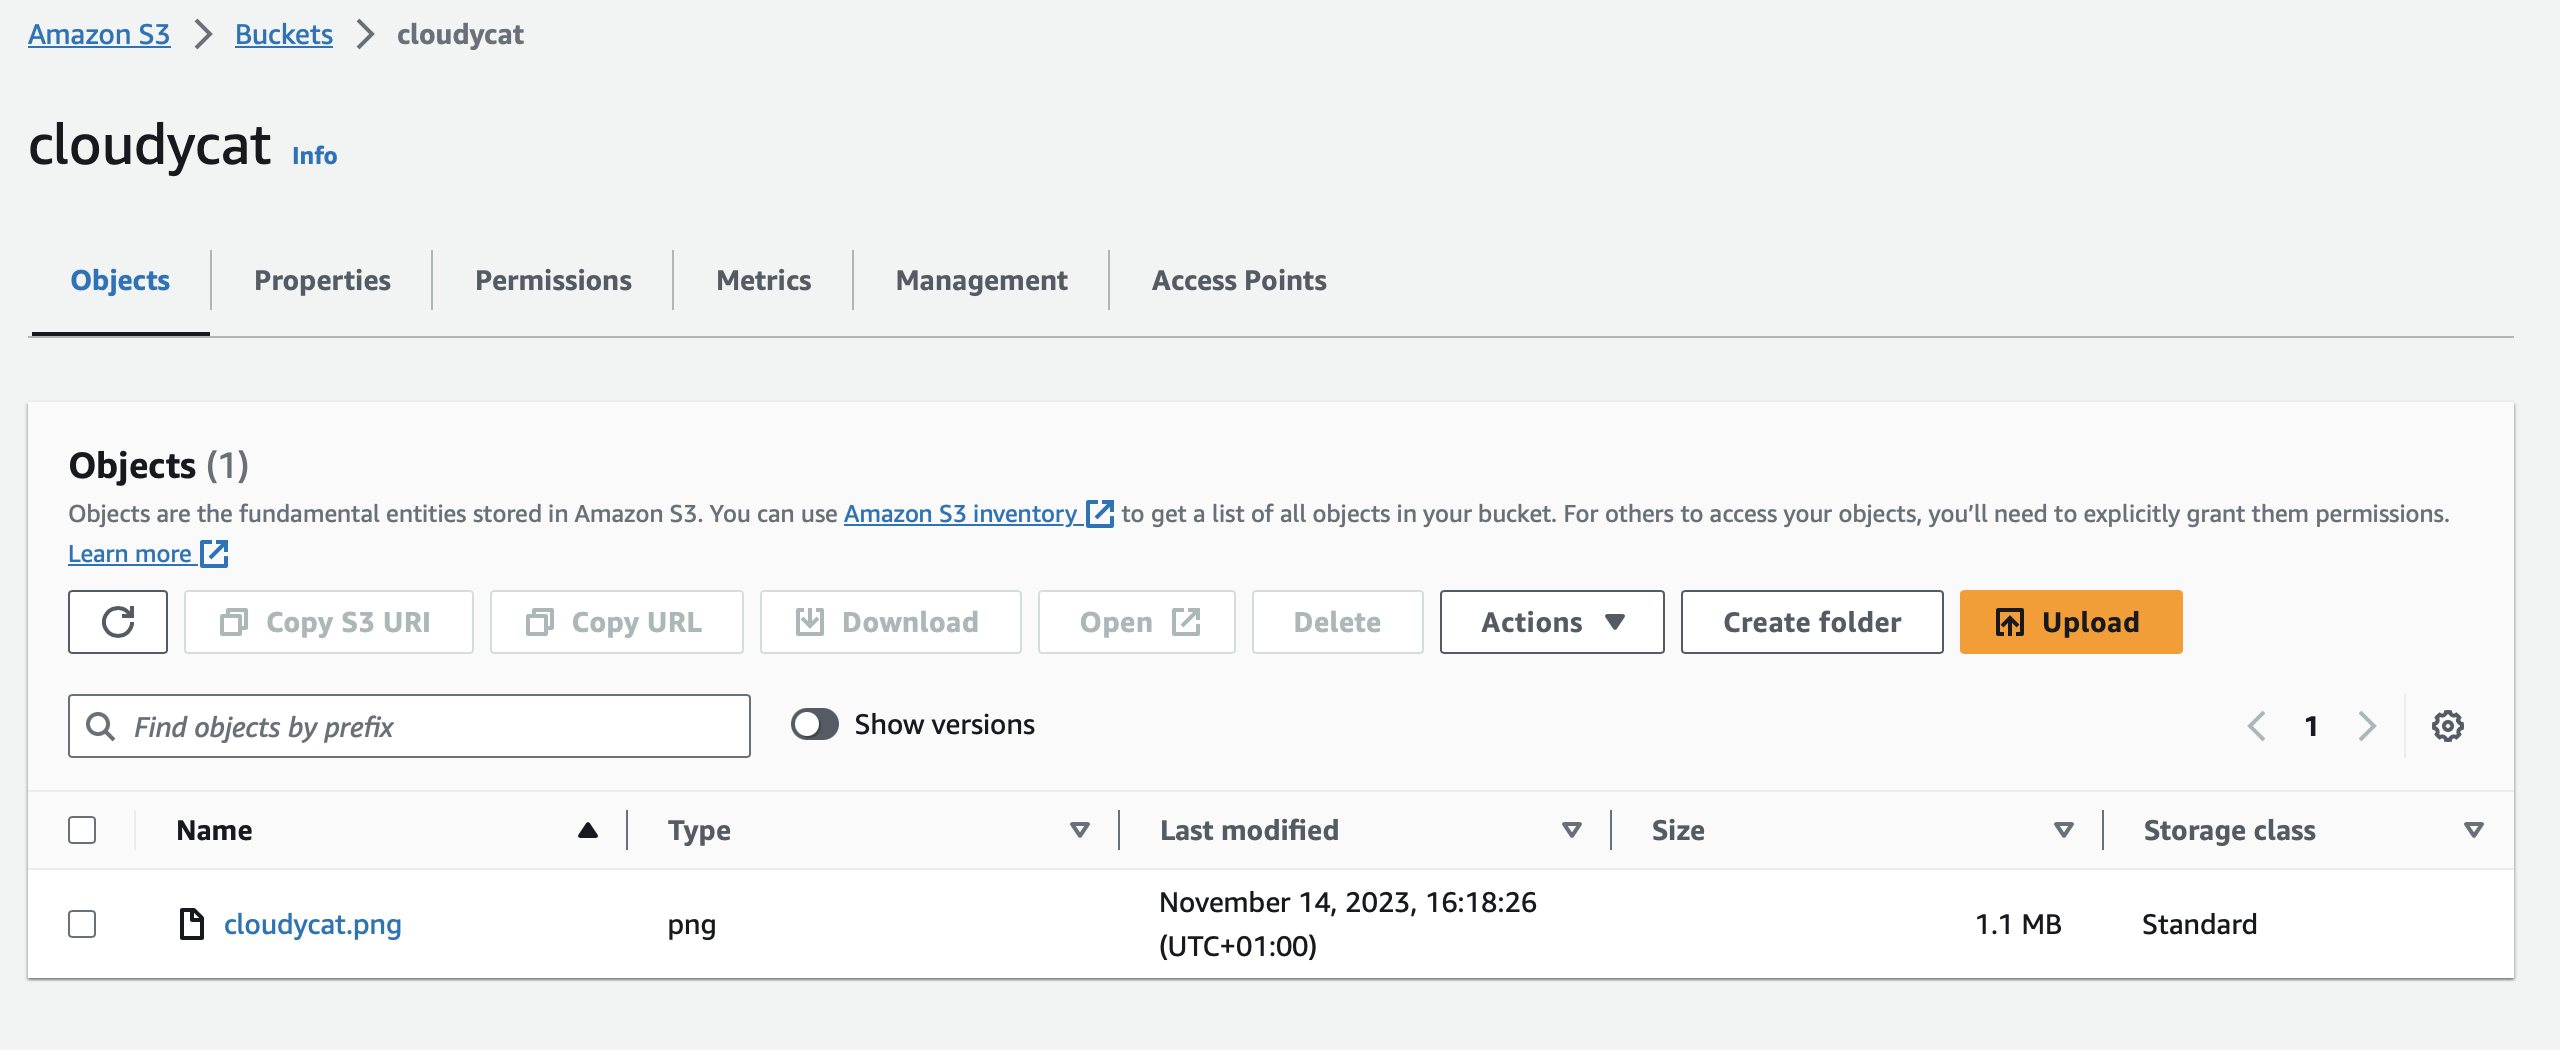 Amazon S3 > Buckets > cloudycat
cloudycat Info
Objects Properties Permissions Metrics Management Access Points
Objects (1)
Objects are the fundamental entities stored in Amazon S3. You can use Amazon S3 inventory to get a list of all objects in your bucket. For others to access your objects, you’ll need to explicitly grant them permissions.
Learn more
Copy S3 URI Copy URL Download Open Delete Actions Create folder Upload
Find objects by prefix Show versions 1
Name Type Last modified Size Storage class
cloudycat.png png November 14, 2023, 16:18:26 1.1 MB Standard
(UTC+01:00)